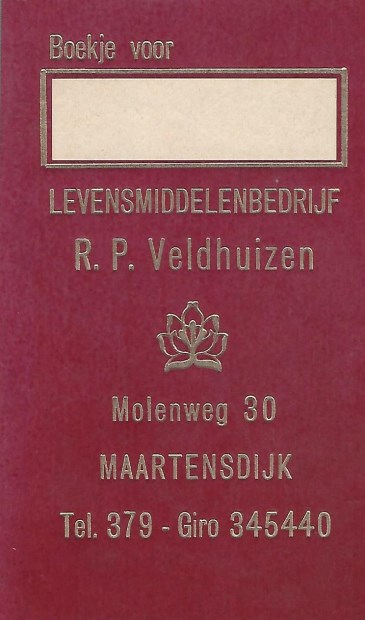 Boekje voor
LEVENSMIDDELENBEDRIJF
R. P. Veldhuizen
Molenweg 30
MAARTENSDIJK
Tel. 379 - Giro 345440